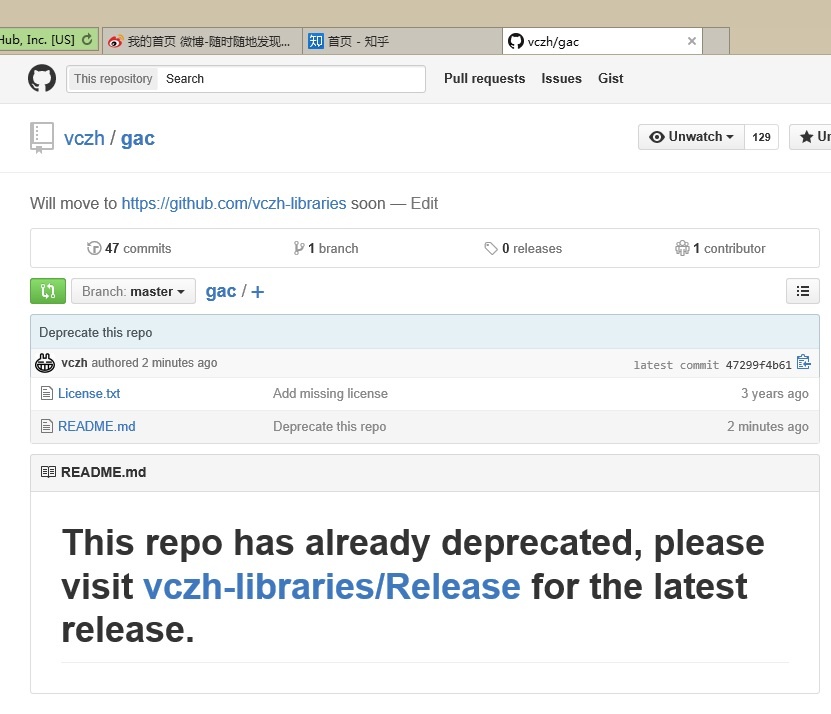 Hub, Inc. [US]
我的首页 微博-随时随地发现...
知 首页 - 知乎
vczh/gac
This repository Search
Pull requests Issues Gist
vczh / gac
Unwatch 129
Will move to https://github.com/vczh-libraries soon — Edit
47 commits
1 branch
0 releases
1 contributor
Branch: master
gac / +
Deprecate this repo
vczh authored 2 minutes ago
latest commit 47299f4b61
License.txt Add missing license 3 years ago
README.md Deprecate this repo 2 minutes ago
README.md
This repo has already deprecated, please
visit vczh-libraries/Release for the latest
release.